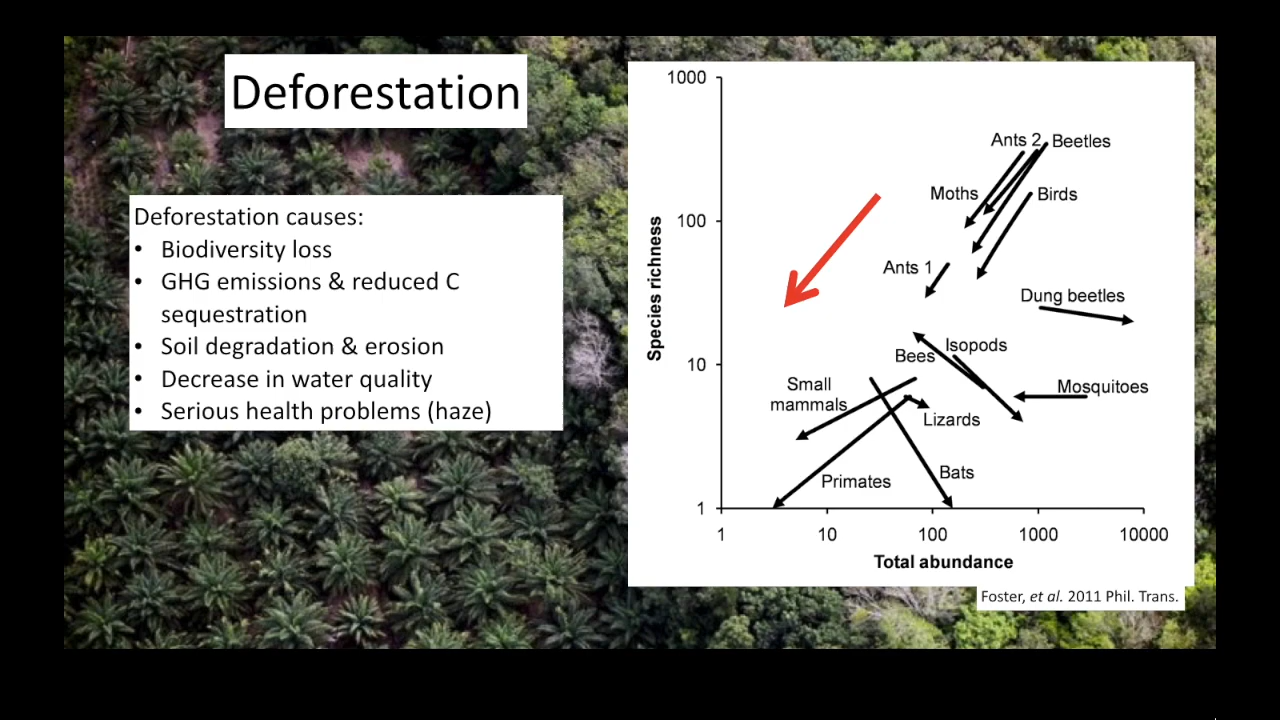 Deforestation
Deforestation causes:
• Biodiversity loss
• GHG emissions & reduced C
sequestration
• Soil degradation & erosion
• Decrease in water quality
• Serious health problems (haze)
Species richness
1000
100
10
1
Ants 2
Beetles
Moths
Birds
Ants 1
Dung beetles
Isopods
Bees
Small
mammals
Mosquitoes
Lizards
Primates
Bats
1
10
100
1000
10000
Total abundance
Foster, et al. 2011 Phil. Trans.